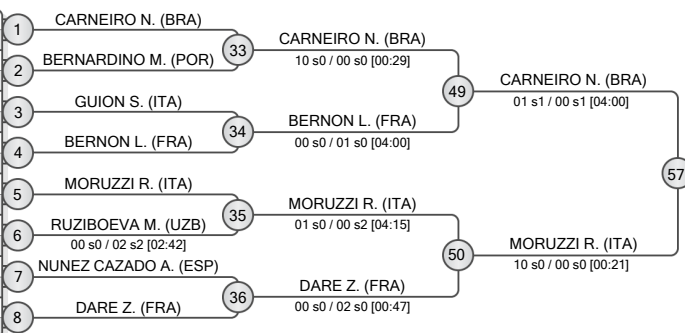 1
CARNEIRO N. (BRA)
2
BERNARDINO M. (POR)
33
CARNEIRO N. (BRA)
10 s0 / 00 s0 [00:29]
3
GUION S. (ITA)
4
BERNON L. (FRA)
34
BERNON L. (FRA)
00 s0 / 01 s0 [04:00]
49
CARNEIRO N. (BRA)
01 s1 / 00 s1 [04:00]
5
MORUZZI R. (ITA)
6
RUZIBOEVA M. (UZB)
00 s0 / 02 s2 [02:42]
35
MORUZZI R. (ITA)
01 s0 / 00 s2 [04:15]
7
NUNEZ CAZADO A. (ESP)
8
DARE Z. (FRA)
36
DARE Z. (FRA)
00 s0 / 02 s0 [00:47]
50
MORUZZI R. (ITA)
10 s0 / 00 s0 [00:21]
57